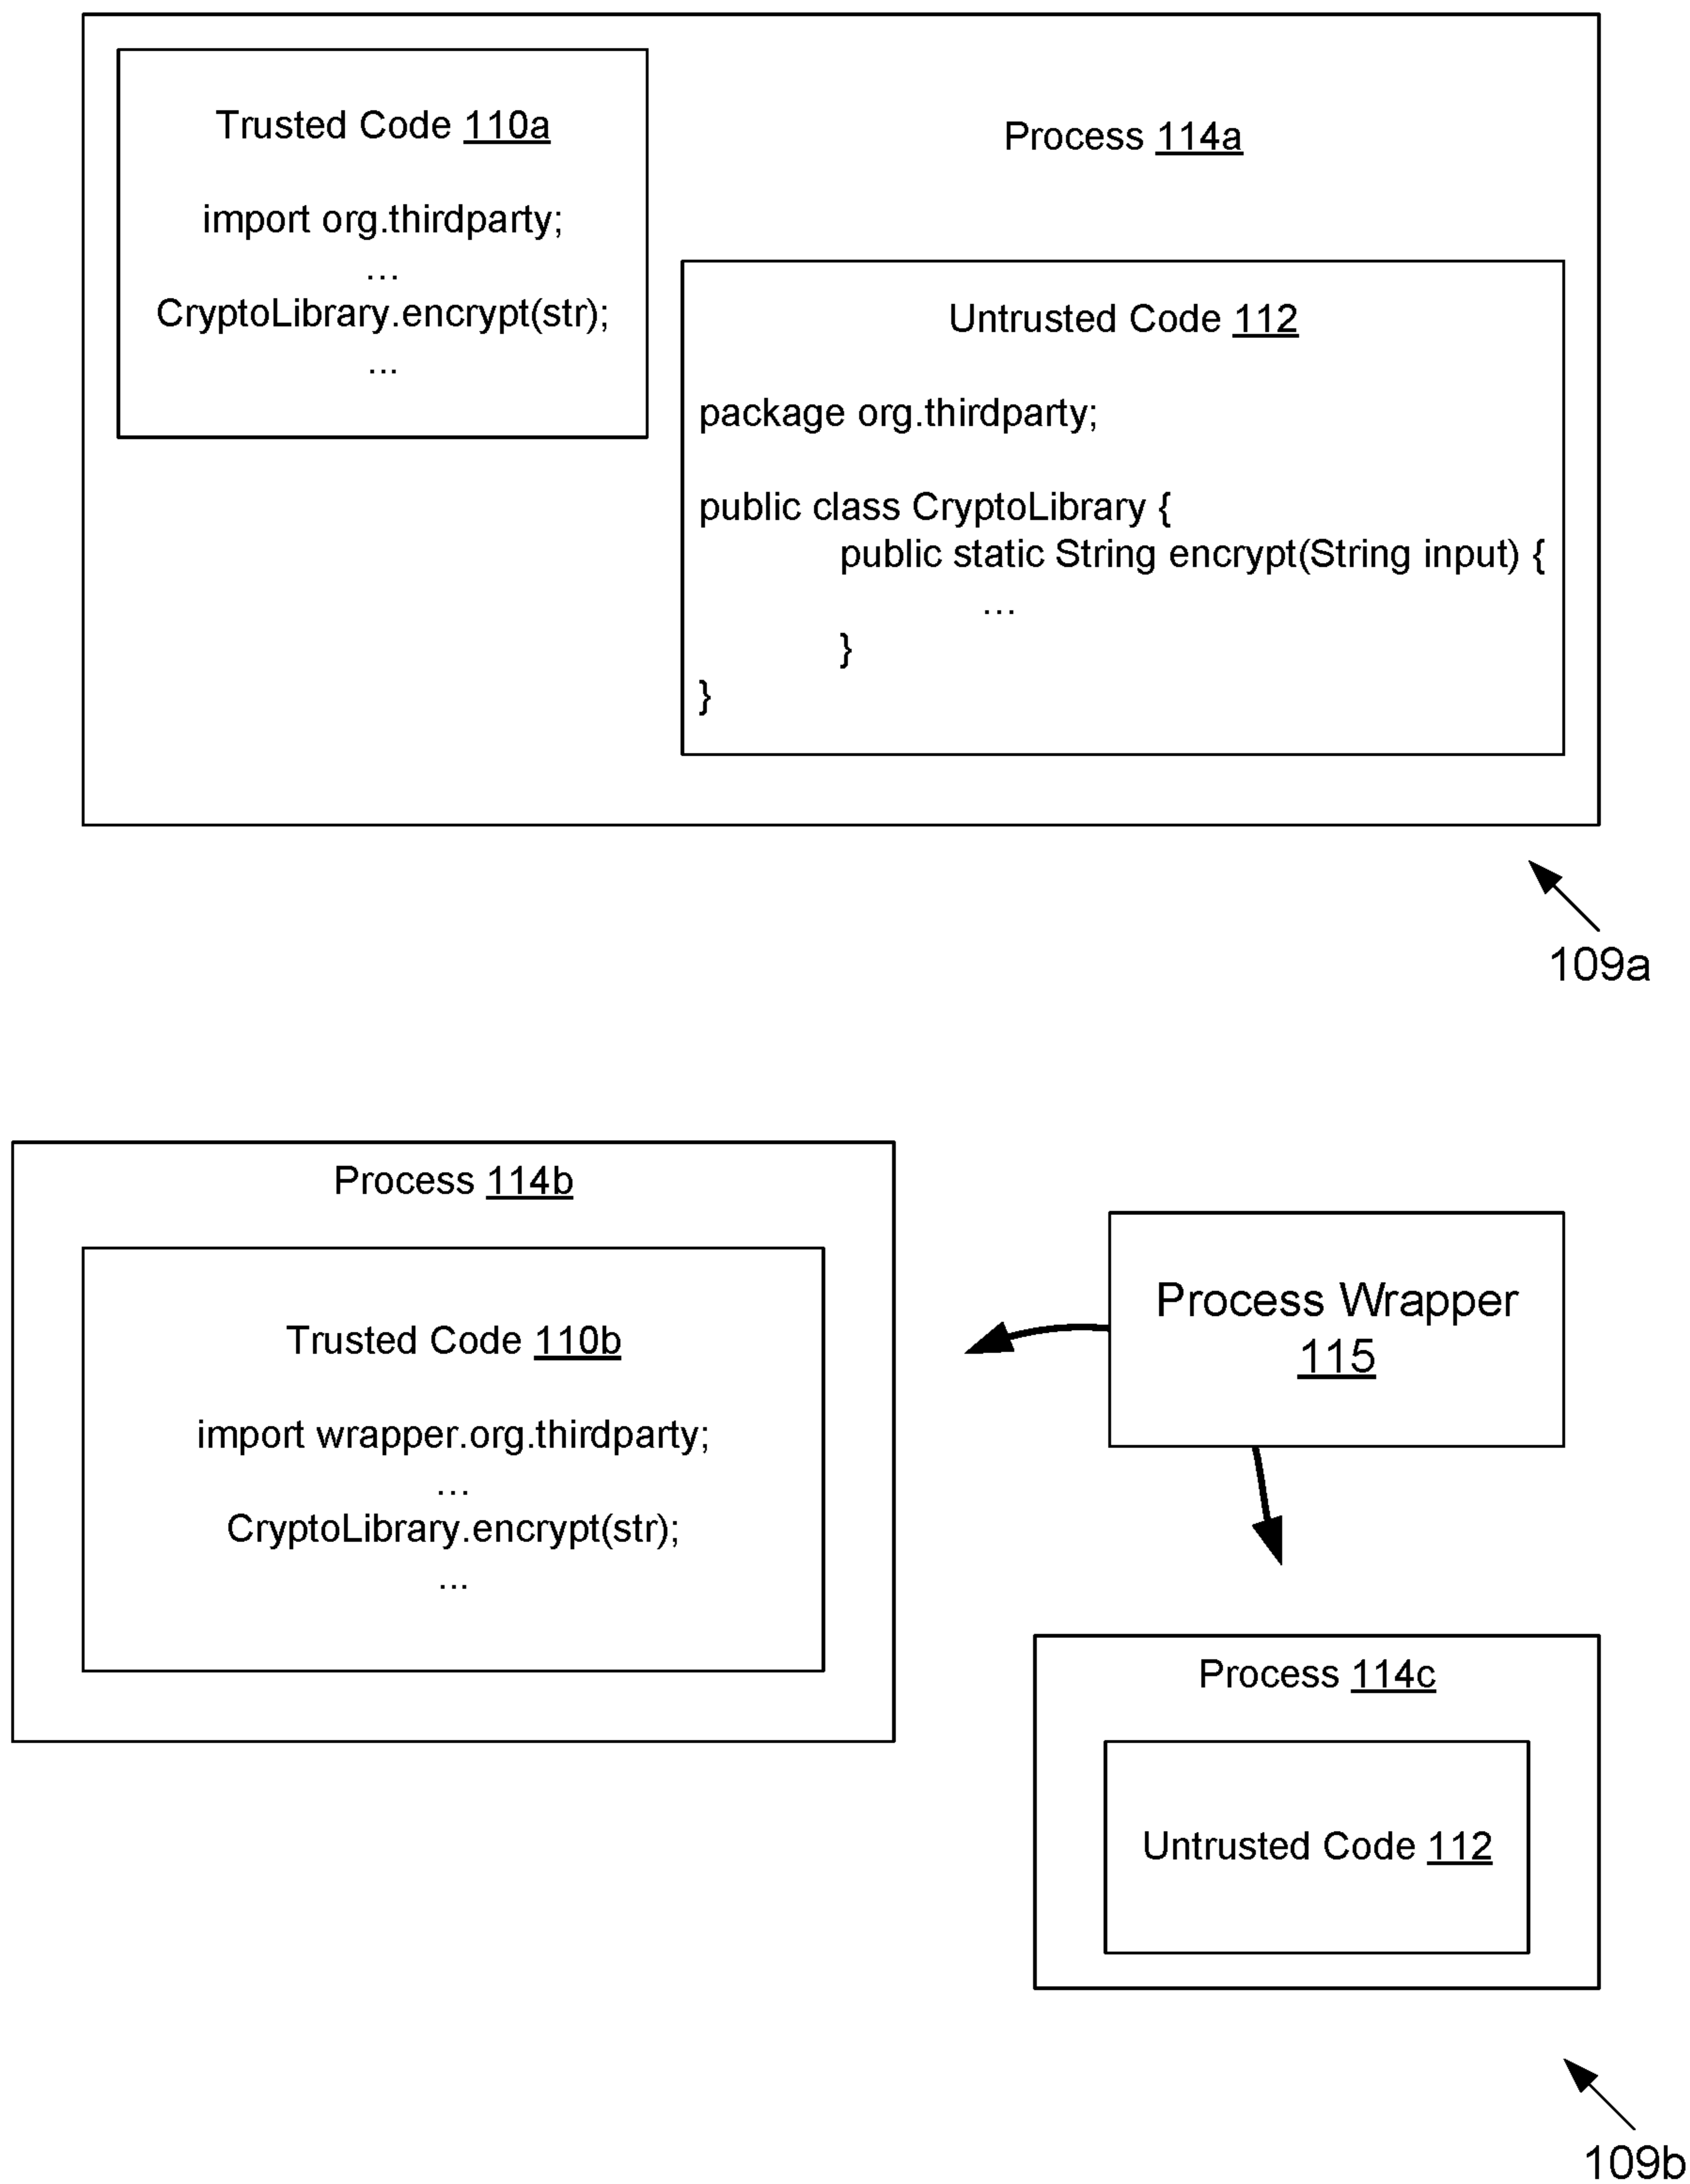 Trusted Code 110a
import org.thirdparty;
...
CryptoLibrary.encrypt(str);
...
Process 114a
Untrusted Code 112
package org.thirdparty;
public class CryptoLibrary {
public static String encrypt(String input) {
...
}
}
109a
Process 114b
Trusted Code 110b
import wrapper.org.thirdparty;
...
CryptoLibrary.encrypt(str);
...
Process Wrapper
115
Process 114c
Untrusted Code 112
109b